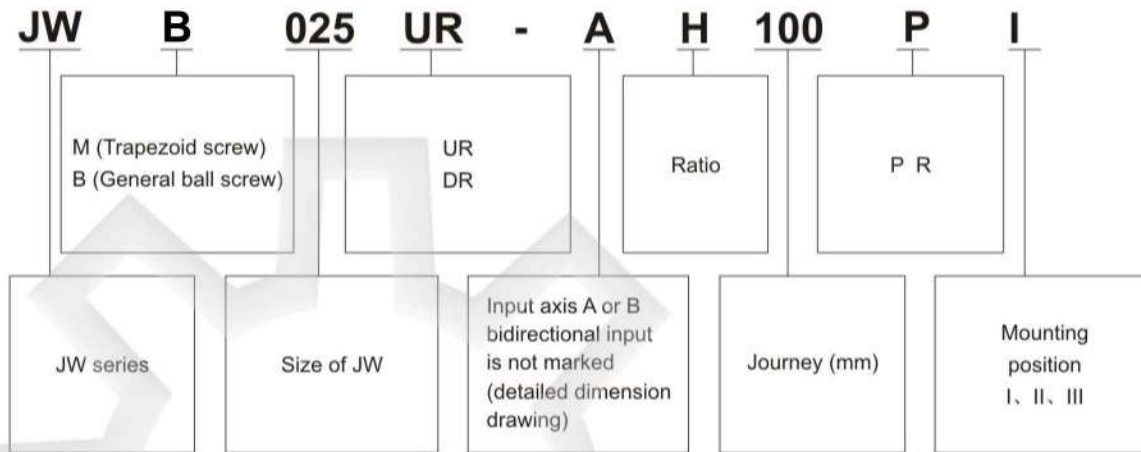 JW B 025 UR - A H 100 P I
M (Trapezoid screw)
B (General ball screw)
UR
DR
Ratio
P R
JW series
Size of JW
Input axis A or B
bidirectional input
is not marked
(detailed dimension
drawing)
Journey (mm)
Mounting
position
I、II、III